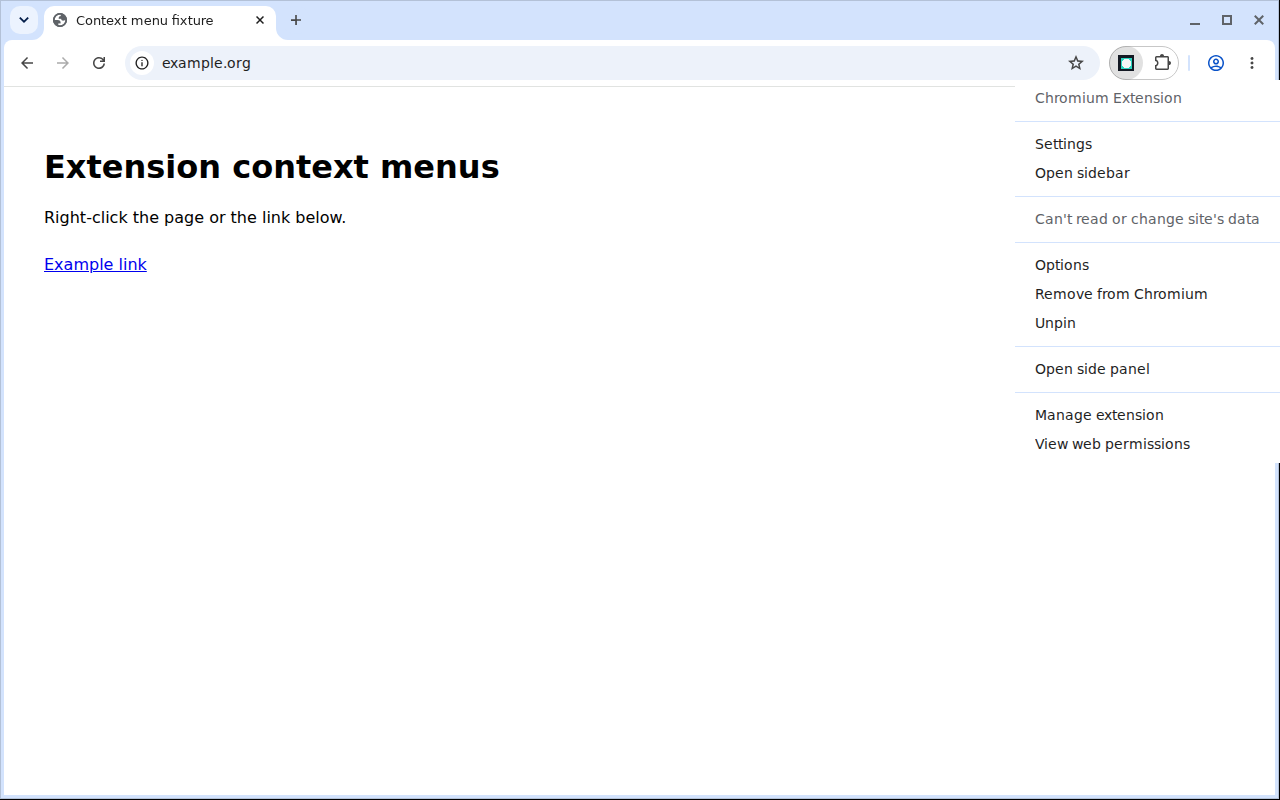 Context menu fixture
example.org
Chromium Extension
Settings
Open sidebar
Can't read or change site's data
Options
Remove from Chromium
Unpin
Open side panel
Manage extension
View web permissions
Extension context menus
Right-click the page or the link below.
Example link